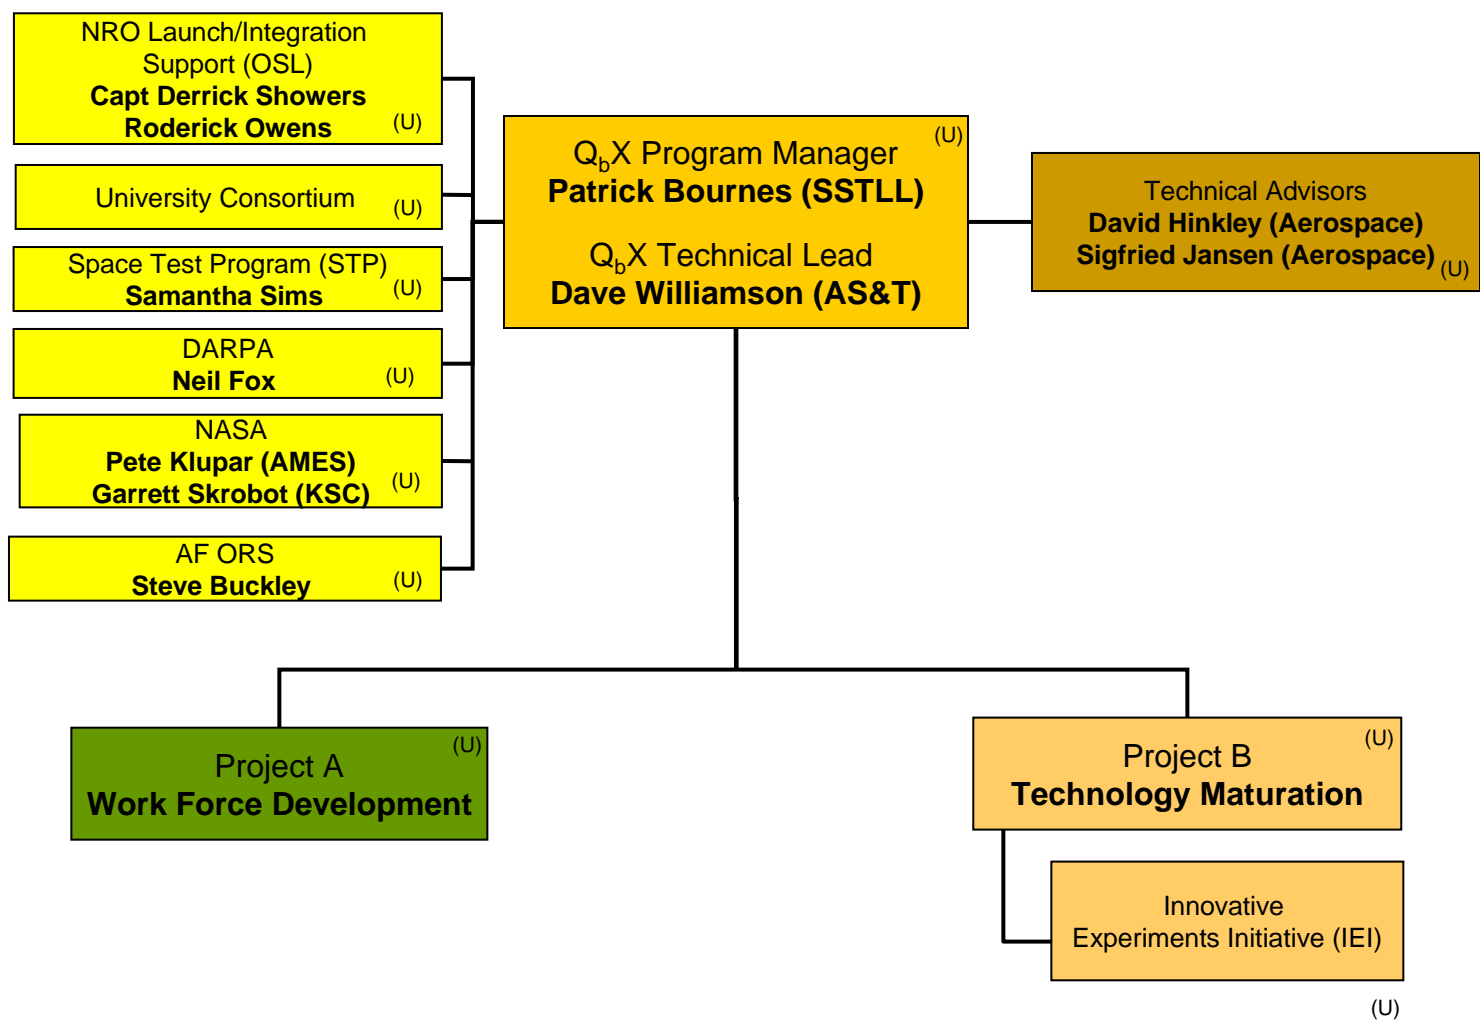 NRO Launch/Integration
Support (OSL)
Capt Derrick Showers
Roderick Owens
(U)
University Consortium
(U)
Space Test Program (STP)
Samantha Sims
(U)
DARPA
Neil Fox
(U)
NASA
Pete Klupar (AMES)
Garrett Skrobot (KSC)
(U)
AF ORS
Steve Buckley
(U)
(U)
QbX Program Manager
Patrick Bournes (SSTLL)
QbX Technical Lead
Dave Williamson (AS&T)
Technical Advisors
David Hinkley (Aerospace)
Sigfried Jansen (Aerospace)
(U)
(U)
Project A
Work Force Development
(U)
Project B
Technology Maturation
Innovative
Experiments Initiative (IEI)
(U)